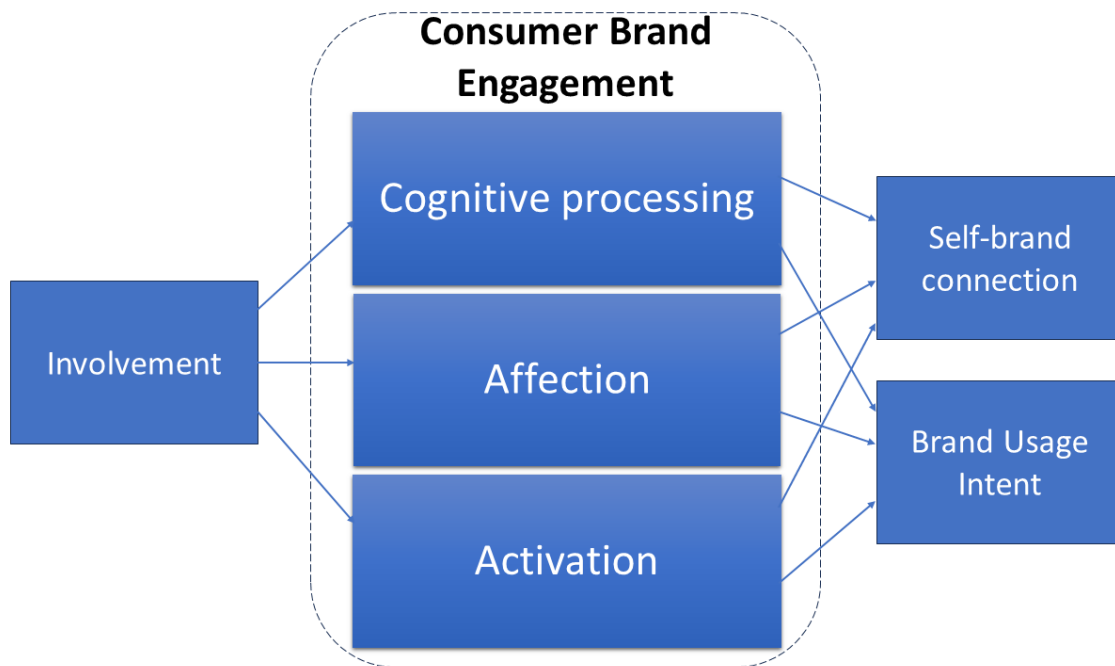 Consumer Brand
Engagement
Cognitive processing
Self-brand
connection
Involvement
Affection
Brand Usage
Intent
Activation